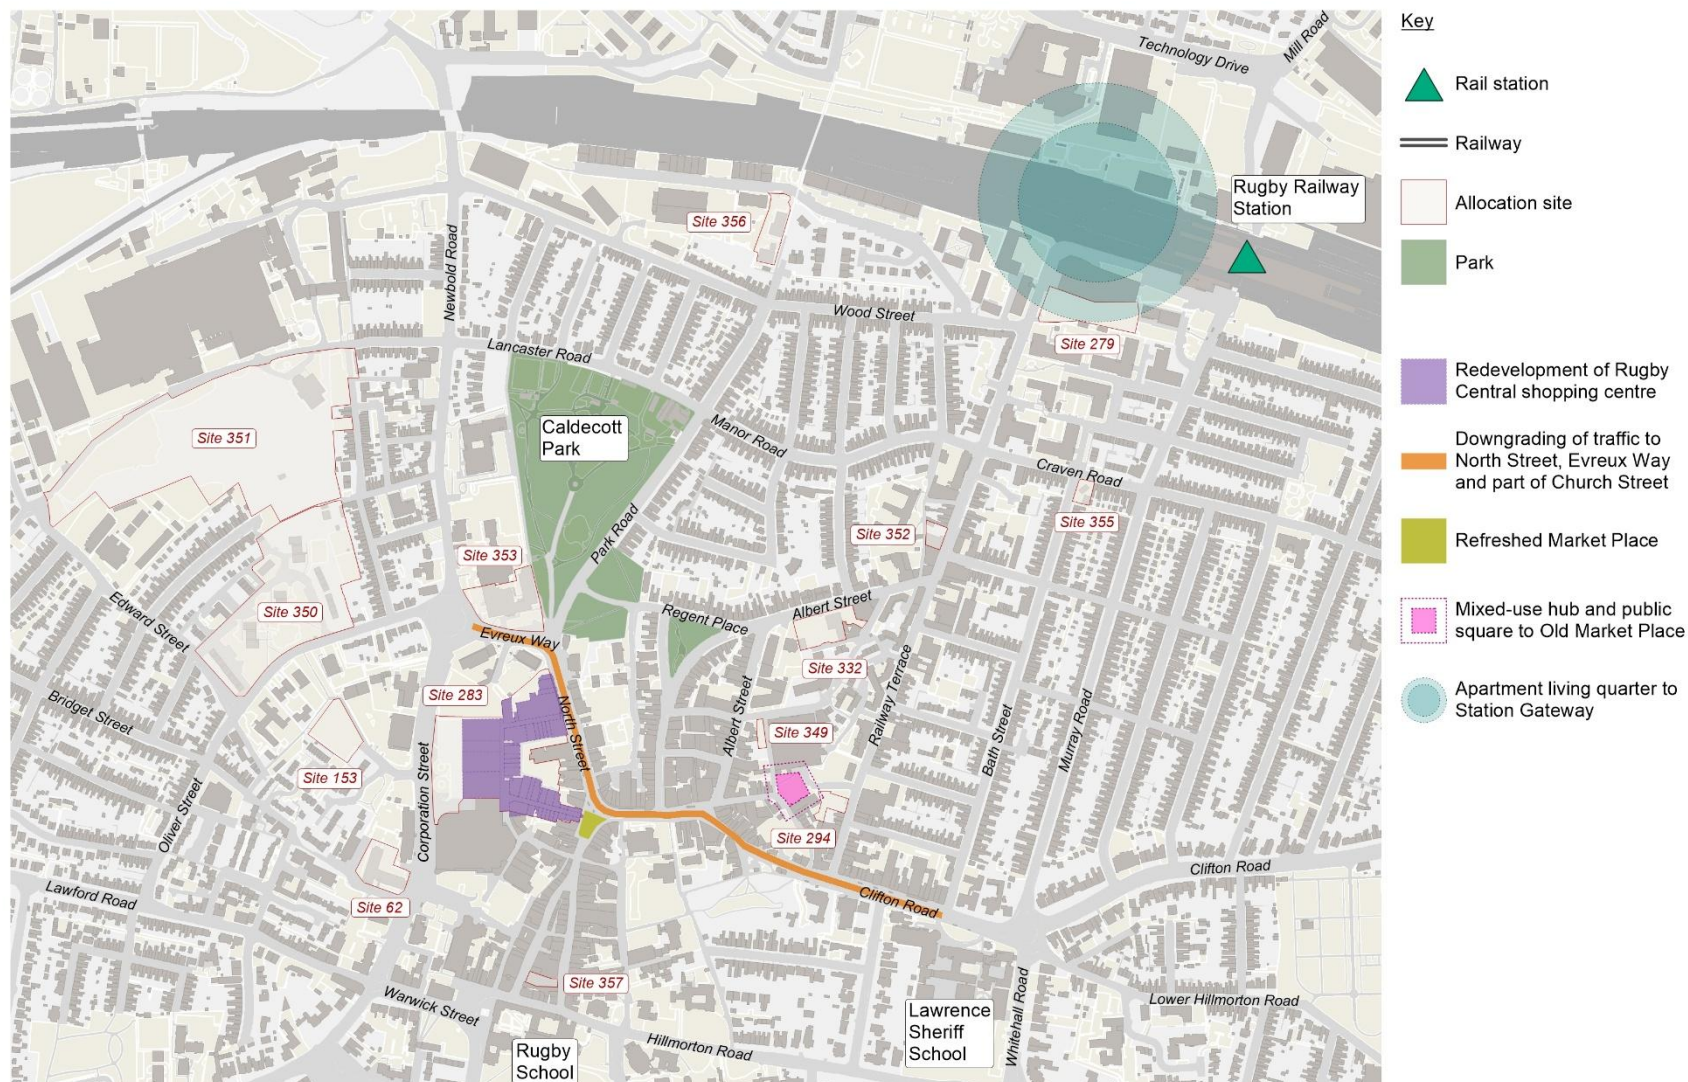 Technology Drive
Mill Road
Rugby Railway
Station
Site 356
Newbold Road
Wood Street
Site 279
Lancaster Road
Caldecott
Park
Manor Road
Site 351
Craven Road
Site 355
Site 352
Park Road
Site 353
Edward Street
Site 350
Regent Place
Albert Street
Evreux Way
Site 332
Site 283
North Street
Albert Street
Railway Terrace
Bridget Street
Site 349
Bath Street
Murray Road
Site 153
Corporation Street
Oliver Street
Site 294
Clifton Road
Clifton Road
Lawford Road
Site 62
Site 357
Warwick Street
Hillmorton Road
Rugby
School
Lawrence
Sheriff
School
Whitehall Road
Lower Hillmorton Road
Key
Rail station
Railway
Allocation site
Park
Redevelopment of Rugby
Central shopping centre
Downgrading of traffic to
North Street, Evreux Way
and part of Church Street
Refreshed Market Place
Mixed-use hub and public
square to Old Market Place
Apartment living quarter to
Station Gateway